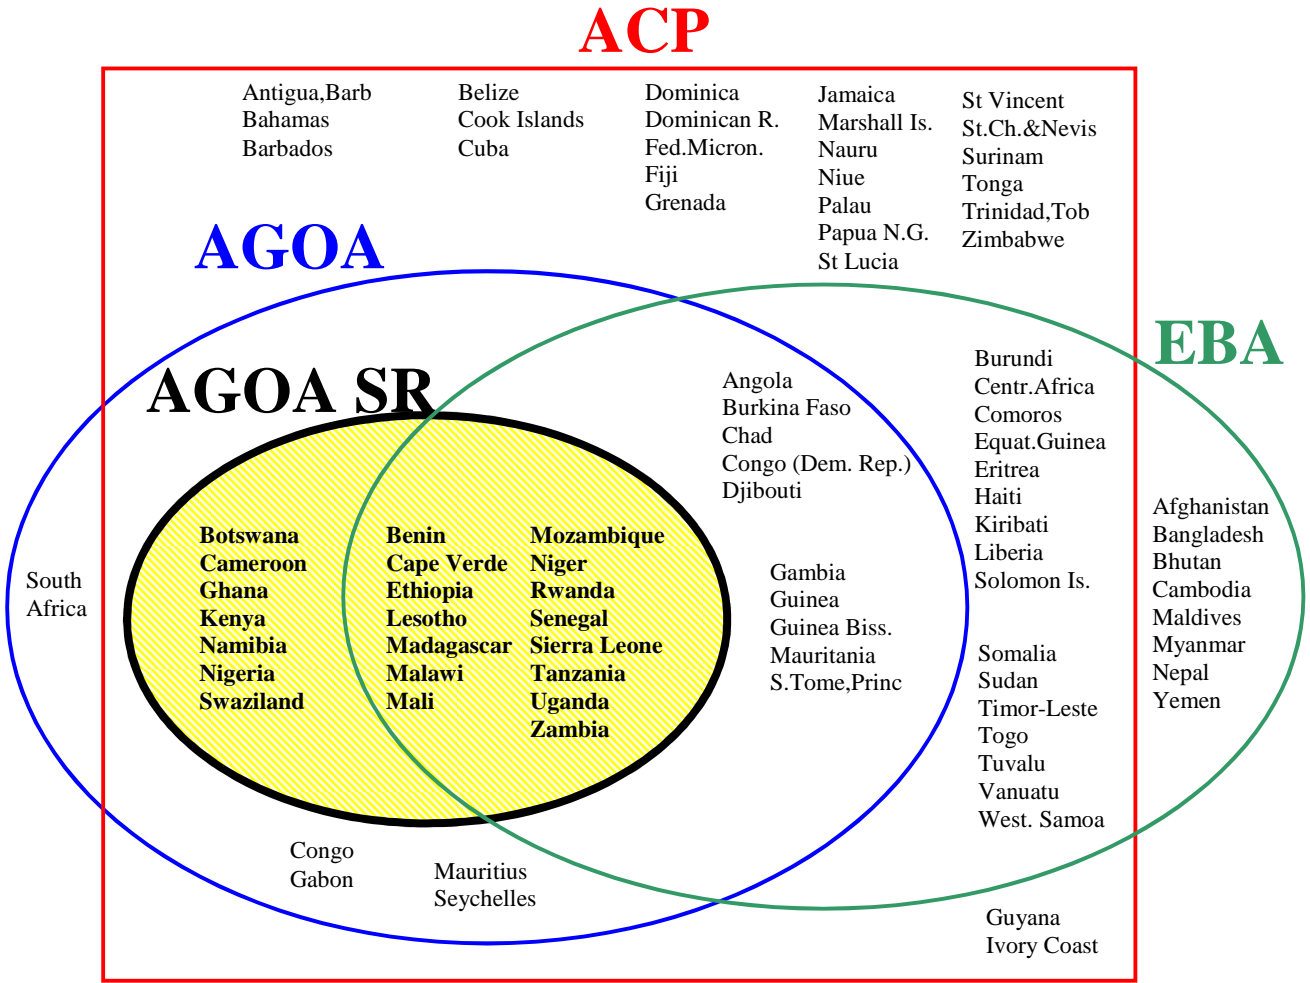 ACP
Antigua,Barb
Bahamas
Barbados
Belize
Cook Islands
Cuba
Dominica
Dominican R.
Fed.Micron.
Fiji
Grenada
Jamaica
Marshall Is.
Nauru
Niue
Palau
Papua N.G.
St Lucia
St Vincent
St.Ch.&Nevis
Surinam
Tonga
Trinidad,Tob
Zimbabwe
AGOA
EBA
AGOA SR
Angola
Burkina Faso
Chad
Congo (Dem. Rep.)
Djibouti
Burundi
Centr.Africa
Comoros
Equat.Guinea
Eritrea
Haiti
Kiribati
Liberia
Solomon Is.
Afghanistan
Bangladesh
Bhutan
Cambodia
Maldives
Myanmar
Nepal
Yemen
South
Africa
Botswana
Cameroon
Ghana
Kenya
Namibia
Nigeria
Swaziland
Benin
Cape Verde
Ethiopia
Lesotho
Madagascar
Malawi
Mali
Mozambique
Niger
Rwanda
Senegal
Sierra Leone
Tanzania
Uganda
Zambia
Gambia
Guinea
Guinea Biss.
Mauritania
S.Tome,Princ
Somalia
Sudan
Timor-Leste
Togo
Tuvalu
Vanuatu
West. Samoa
Congo
Gabon
Mauritius
Seychelles
Guyana
Ivory Coast